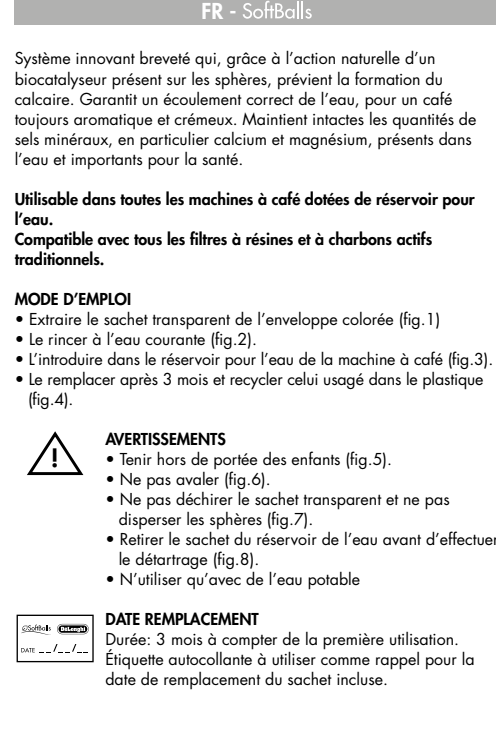 FR - SoftBalls
Système innovant breveté qui, grâce à l'action naturelle d'un
biocatalyseur présent sur les sphères, prévient la formation du
calcaire. Garantit un écoulement correct de l'eau, pour un café
toujours aromatique et crémeux. Maintient intactes les quantités de
sels minéraux, en particulier calcium et magnésium, présents dans
l'eau et importants pour la santé.
Utilisable dans toutes les machines à café dotées de réservoir pour
l'eau.
Compatible avec tous les filtres à résines et à charbons actifs
traditionnels.
MODE D'EMPLOI
• Extraire le sachet transparent de l'enveloppe colorée (fig.1)
• Le rincer à l'eau courante (fig.2).
• L'introduire dans le réservoir pour l'eau de la machine à café (fig.3).
• Le remplacer après 3 mois et recycler celui usagé dans le plastique
(fig.4).
AVERTISSEMENTS
• Tenir hors de portée des enfants (fig.5).
• Ne pas avaler (fig.6).
• Ne pas déchirer le sachet transparent et ne pas
disperser les sphères (fig.7).
• Retirer le sachet du réservoir de l'eau avant d'effectuer
le détartrage (fig.8).
• N'utiliser qu'avec de l'eau potable
SoftBalls DeLonghi
DATE __/__/__
DATE REMPLACEMENT
Durée: 3 mois à compter de la première utilisation.
Étiquette autocollante à utiliser comme rappel pour la
date de remplacement du sachet incluse.